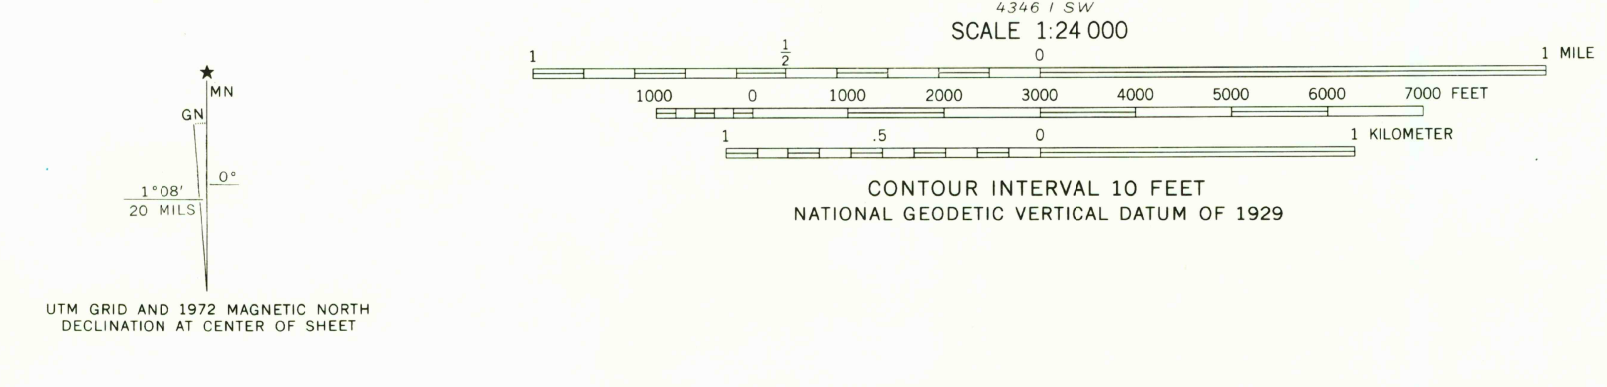 4346 I SW
SCALE 1:24 000
1 1/2 0 1 MILE
1000 0 1000 2000 3000 4000 5000 6000 7000 FEET
1 .5 0 1 KILOMETER
CONTOUR INTERVAL 10 FEET
NATIONAL GEODETIC VERTICAL DATUM OF 1929
★
MN
GN
0°
1°08'
20 MILS
UTM GRID AND 1972 MAGNETIC NORTH
DECLINATION AT CENTER OF SHEET